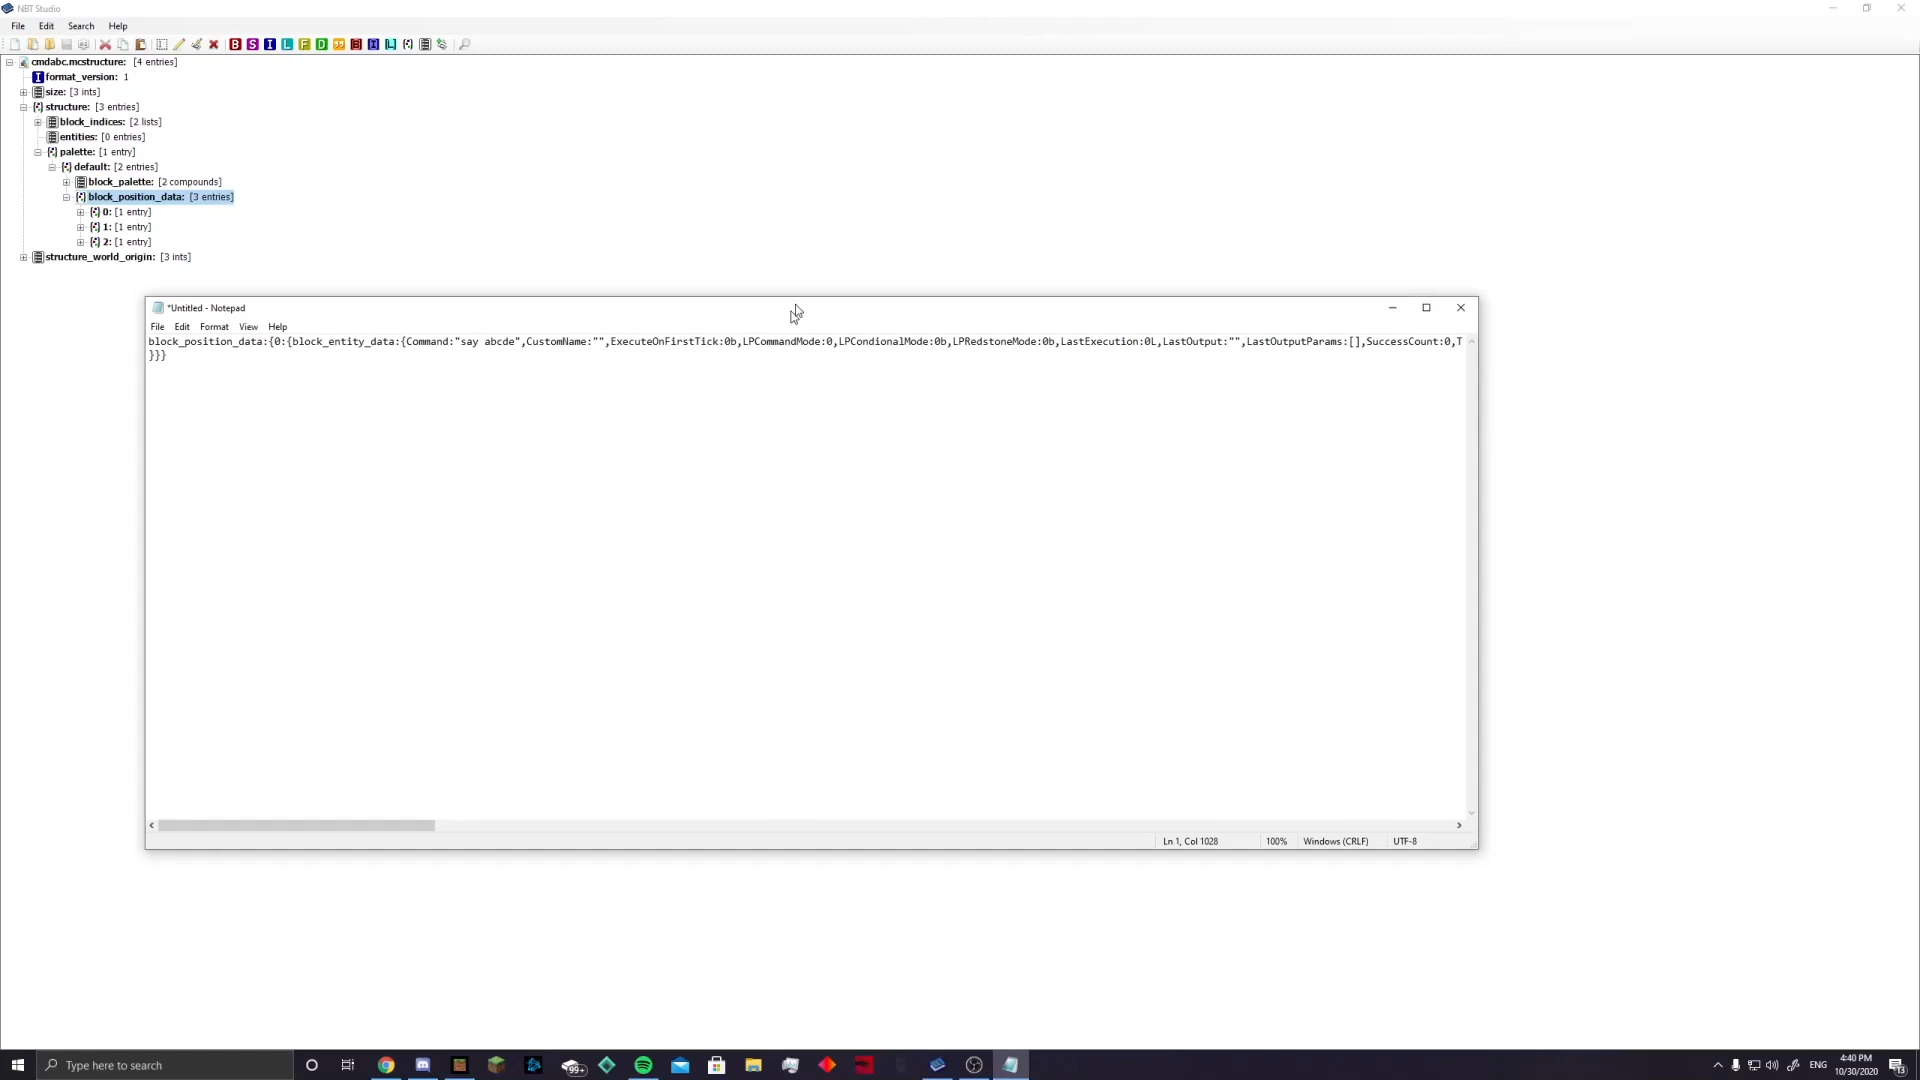 NBT Studio
File Edit Search Help
B S I L F D B I L
cmdabc.mcstructure: [4 entries]
I format_version: 1
size: [3 ints]
structure: [3 entries]
block_indices: [2 lists]
entities: [0 entries]
palette: [1 entry]
default: [2 entries]
block_palette: [2 compounds]
block_position_data: [3 entries]
0: [1 entry]
1: [1 entry]
2: [1 entry]
structure_world_origin: [3 ints]
*Untitled - Notepad
File Edit Format View Help
block_position_data:{0:{block_entity_data:{Command:"say abcde",CustomName:"",ExecuteOnFirstTick:0b,LPCommandMode:0,LPCondionalMode:0b,LPRedstoneMode:0b,LastExecution:0L,LastOutput:"",LastOutputParams:[],SuccessCount:0,T
}}}
Ln 1, Col 1028 100% Windows (CRLF) UTF-8
Type here to search
99+
ENG
4:40 PM
10/30/2020
13